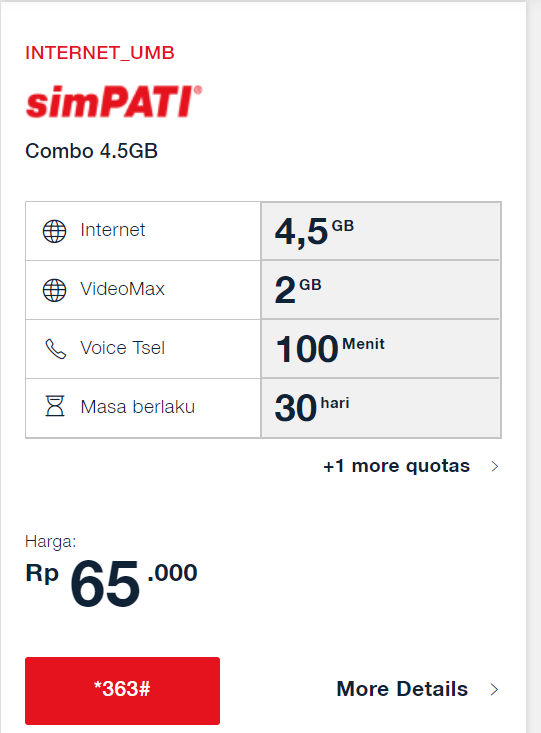 INTERNET_UMB
simPATI®
Combo 4.5GB
Internet 4,5 GB
VideoMax 2 GB
Voice Tsel 100 Menit
Masa berlaku 30 hari
+1 more quotas >
Harga:
Rp 65 .000
*363# More Details >